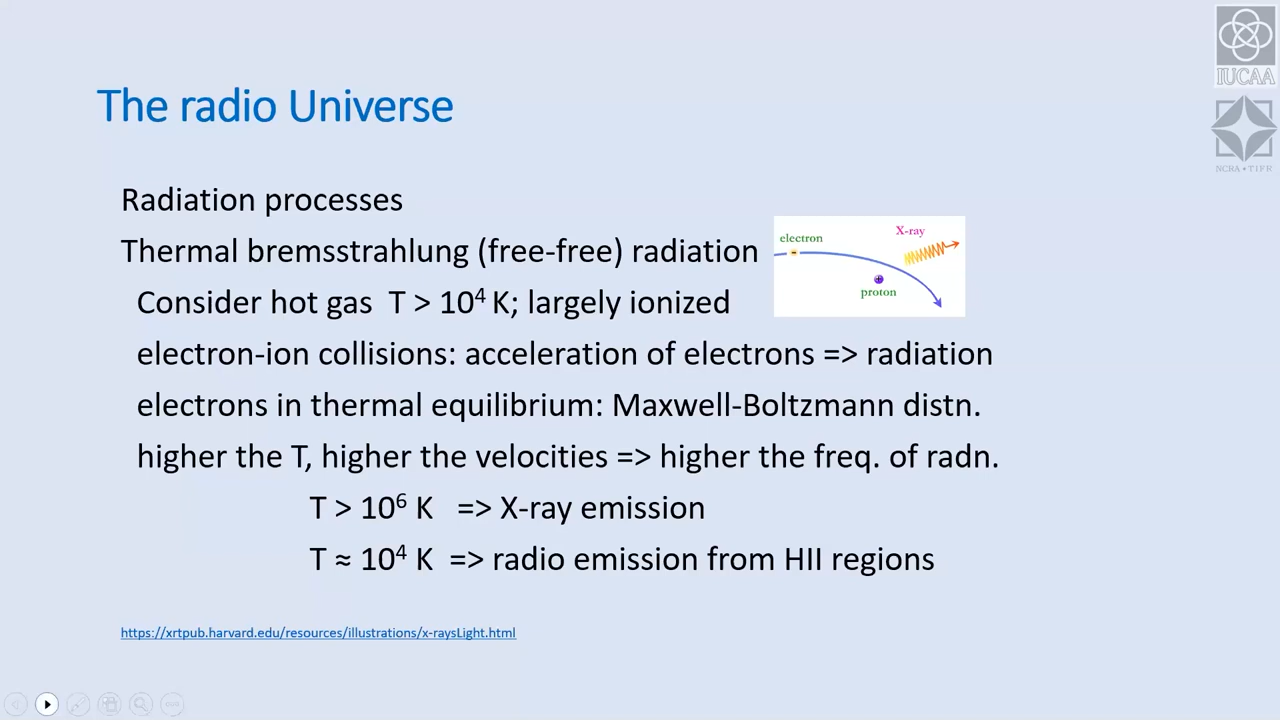 IUCAA
The radio Universe
NCRA • TIFR
Radiation processes
Thermal bremsstrahlung (free-free) radiation
electron
X-ray
proton
Consider hot gas T > 10⁴ K; largely ionized
electron-ion collisions: acceleration of electrons => radiation
electrons in thermal equilibrium: Maxwell-Boltzmann distn.
higher the T, higher the velocities => higher the freq. of radn.
T > 10⁶ K => X-ray emission
T ≈ 10⁴ K => radio emission from HII regions
https://xrtpub.harvard.edu/resources/illustrations/x-raysLight.html